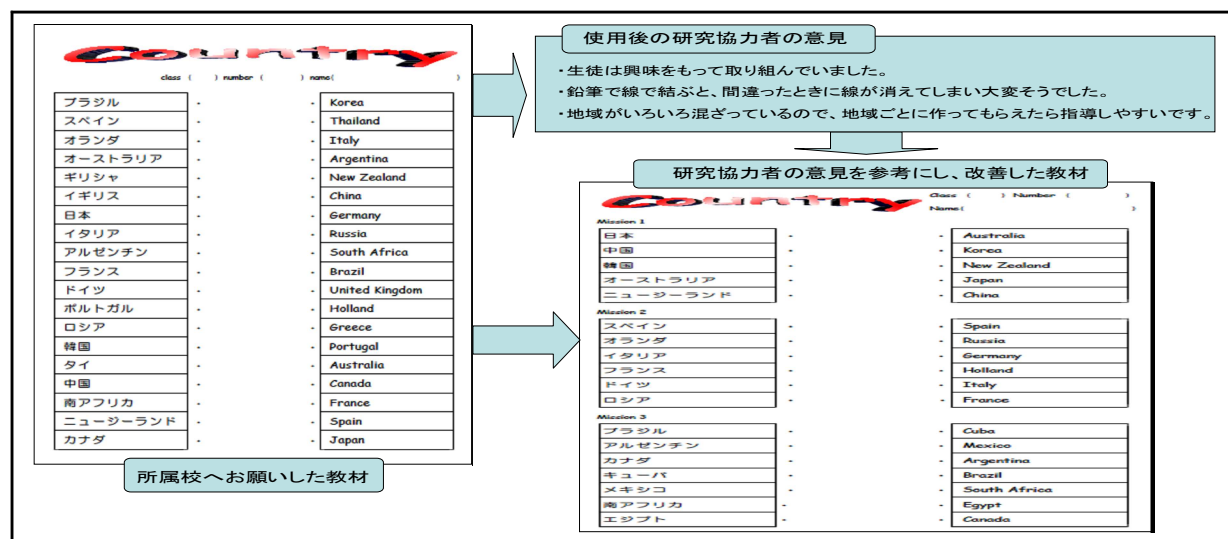 Country
class (　　) number (　　) name(　　)
ブラジル - - Korea
スペイン - - Thailand
オランダ - - Italy
オーストラリア - - Argentina
ギリシャ - - New Zealand
イギリス - - China
日本 - - Germany
イタリア - - Russia
アルゼンチン - - South Africa
フランス - - Brazil
ドイツ - - United Kingdom
ポルトガル - - Holland
ロシア - - Greece
韓国 - - Portugal
タイ - - Australia
中国 - - Canada
南アフリカ - - France
ニュージーランド - - Spain
カナダ - - Japan
所属校へお願いした教材
使用後の研究協力者の意見
・生徒は興味をもって取り組んでいました。
・鉛筆で線で結ぶと、間違ったときに線が消えてしまい大変そうでした。
・地域がいろいろ混ざっているので、地域ごとに作ってもらえたら指導しやすいです。
研究協力者の意見を参考にし、改善した教材
Country
Class (　　) Number (　　)
Name(　　)
Mission 1
日本 - - Australia
中国 - - Korea
韓国 - - New Zealand
オーストラリア - - Japan
ニュージーランド - - China
Mission 2
スペイン - - Spain
オランダ - - Russia
イタリア - - Germany
フランス - - Holland
ドイツ - - Italy
ロシア - - France
Mission 3
ブラジル - - Cuba
アルゼンチン - - Mexico
カナダ - - Argentina
キューバ - - Brazil
メキシコ - - South Africa
南アフリカ - - Egypt
エジプト - - Canada